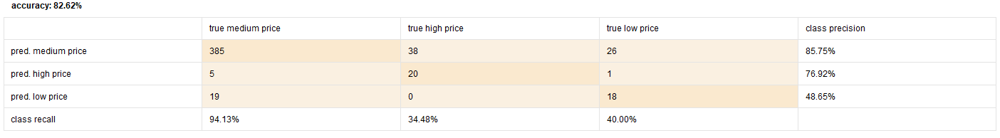 accuracy: 82.62%
true medium price true high price true low price class precision
pred. medium price 385 38 26 85.75%
pred. high price 5 20 1 76.92%
pred. low price 19 0 18 48.65%
class recall 94.13% 34.48% 40.00%